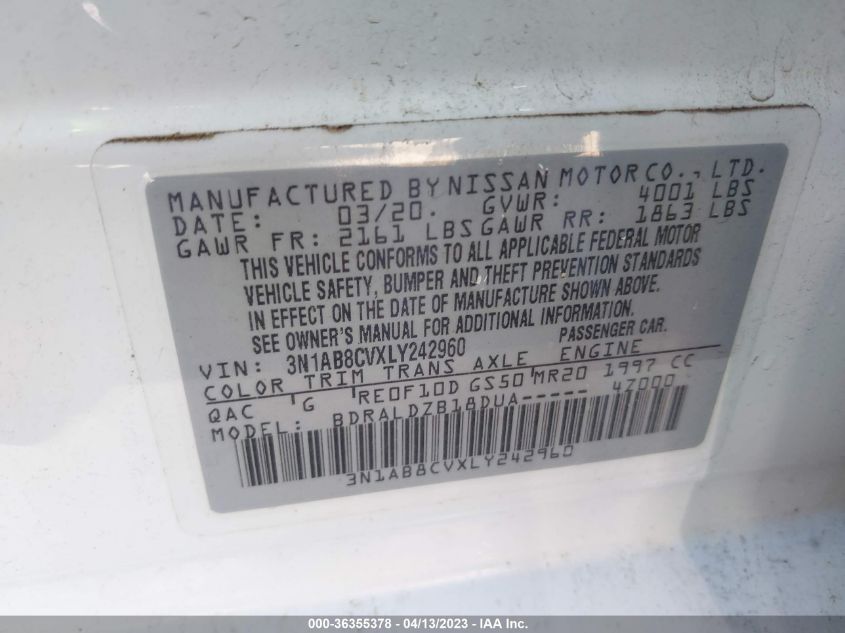 MANUFACTURED BY NISSAN MOTOR CO., LTD.
DATE: 03/20. GVWR: 4001 LBS
GAWR FR: 2161 LBS GAWR RR: 1863 LBS
THIS VEHICLE CONFORMS TO ALL APPLICABLE FEDERAL MOTOR
VEHICLE SAFETY, BUMPER AND THEFT PREVENTION STANDARDS
IN EFFECT ON THE DATE OF MANUFACTURE SHOWN ABOVE.
SEE OWNER'S MANUAL FOR ADDITIONAL INFORMATION.
VIN: 3N1AB8CVXLY242960 PASSENGER CAR.
COLOR TRIM TRANS AXLE ENGINE
QAC G RE0F10D GS50 MR20 1997 CC
MODEL: BDRALDZB18DUA----- 4Z000
3N1AB8CVXLY242960
000-36355378 - 04/13/2023 - IAA, Inc.